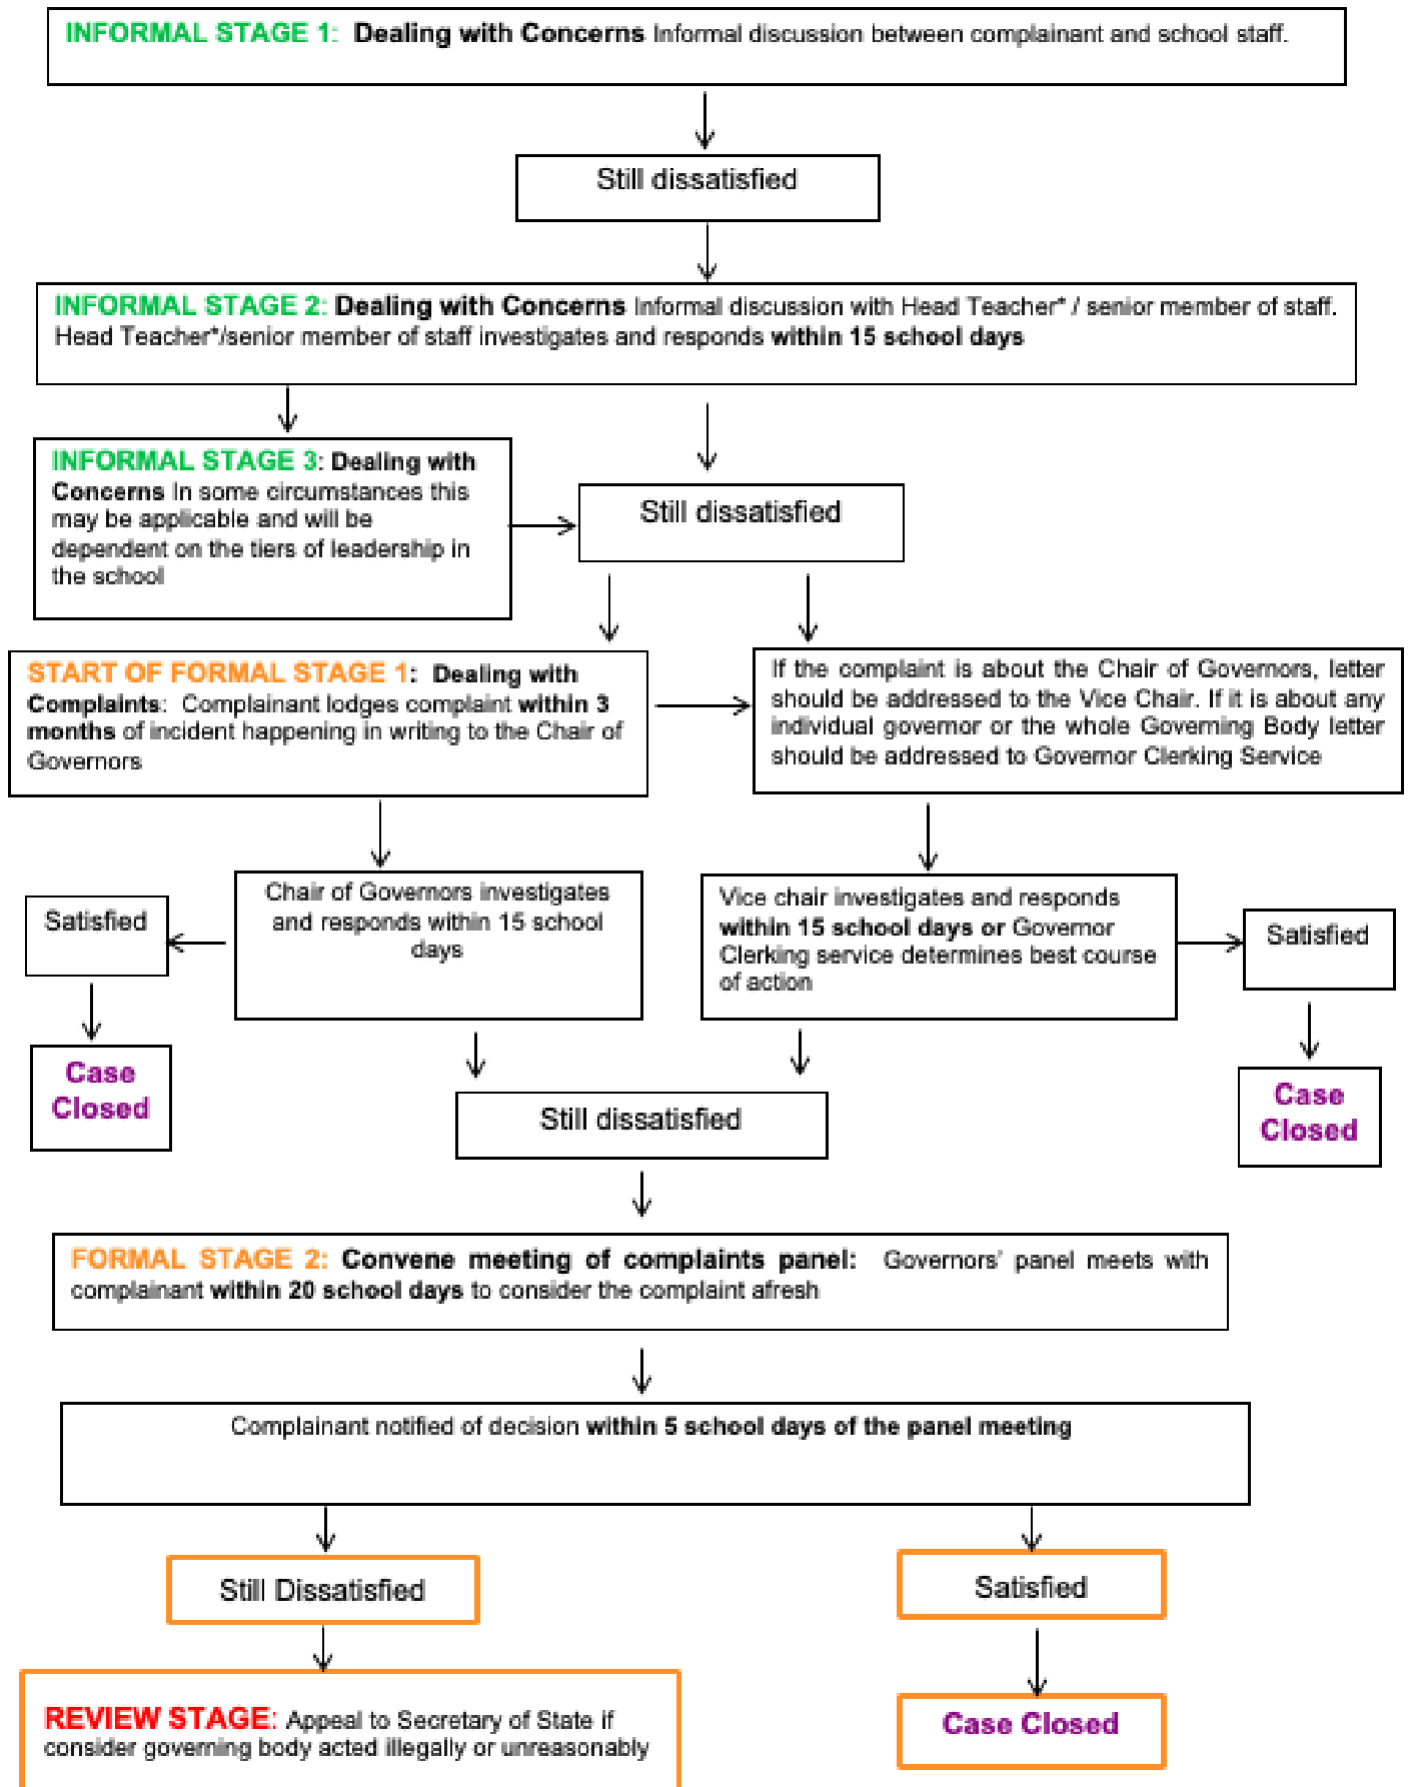 INFORMAL STAGE 1: Dealing with Concerns Informal discussion between complainant and school staff.
Still dissatisfied
INFORMAL STAGE 2: Dealing with Concerns Informal discussion with Head Teacher* / senior member of staff.
Head Teacher*/senior member of staff investigates and responds within 15 school days
INFORMAL STAGE 3: Dealing with
Concerns In some circumstances this
may be applicable and will be
dependent on the tiers of leadership in
the school
Still dissatisfied
START OF FORMAL STAGE 1: Dealing with
Complaints: Complainant lodges complaint within 3
months of incident happening in writing to the Chair of
Governors
If the complaint is about the Chair of Governors, letter
should be addressed to the Vice Chair. If it is about any
individual governor or the whole Governing Body letter
should be addressed to Governor Clerking Service
Satisfied
Chair of Governors investigates
and responds within 15 school
days
Vice chair investigates and responds
within 15 school days or Governor
Clerking service determines best course
of action
Satisfied
Case
Closed
Case
Closed
Still dissatisfied
FORMAL STAGE 2: Convene meeting of complaints panel: Governors' panel meets with
complainant within 20 school days to consider the complaint afresh
Complainant notified of decision within 5 school days of the panel meeting
Still Dissatisfied
Satisfied
REVIEW STAGE: Appeal to Secretary of State if
consider governing body acted illegally or unreasonably
Case Closed